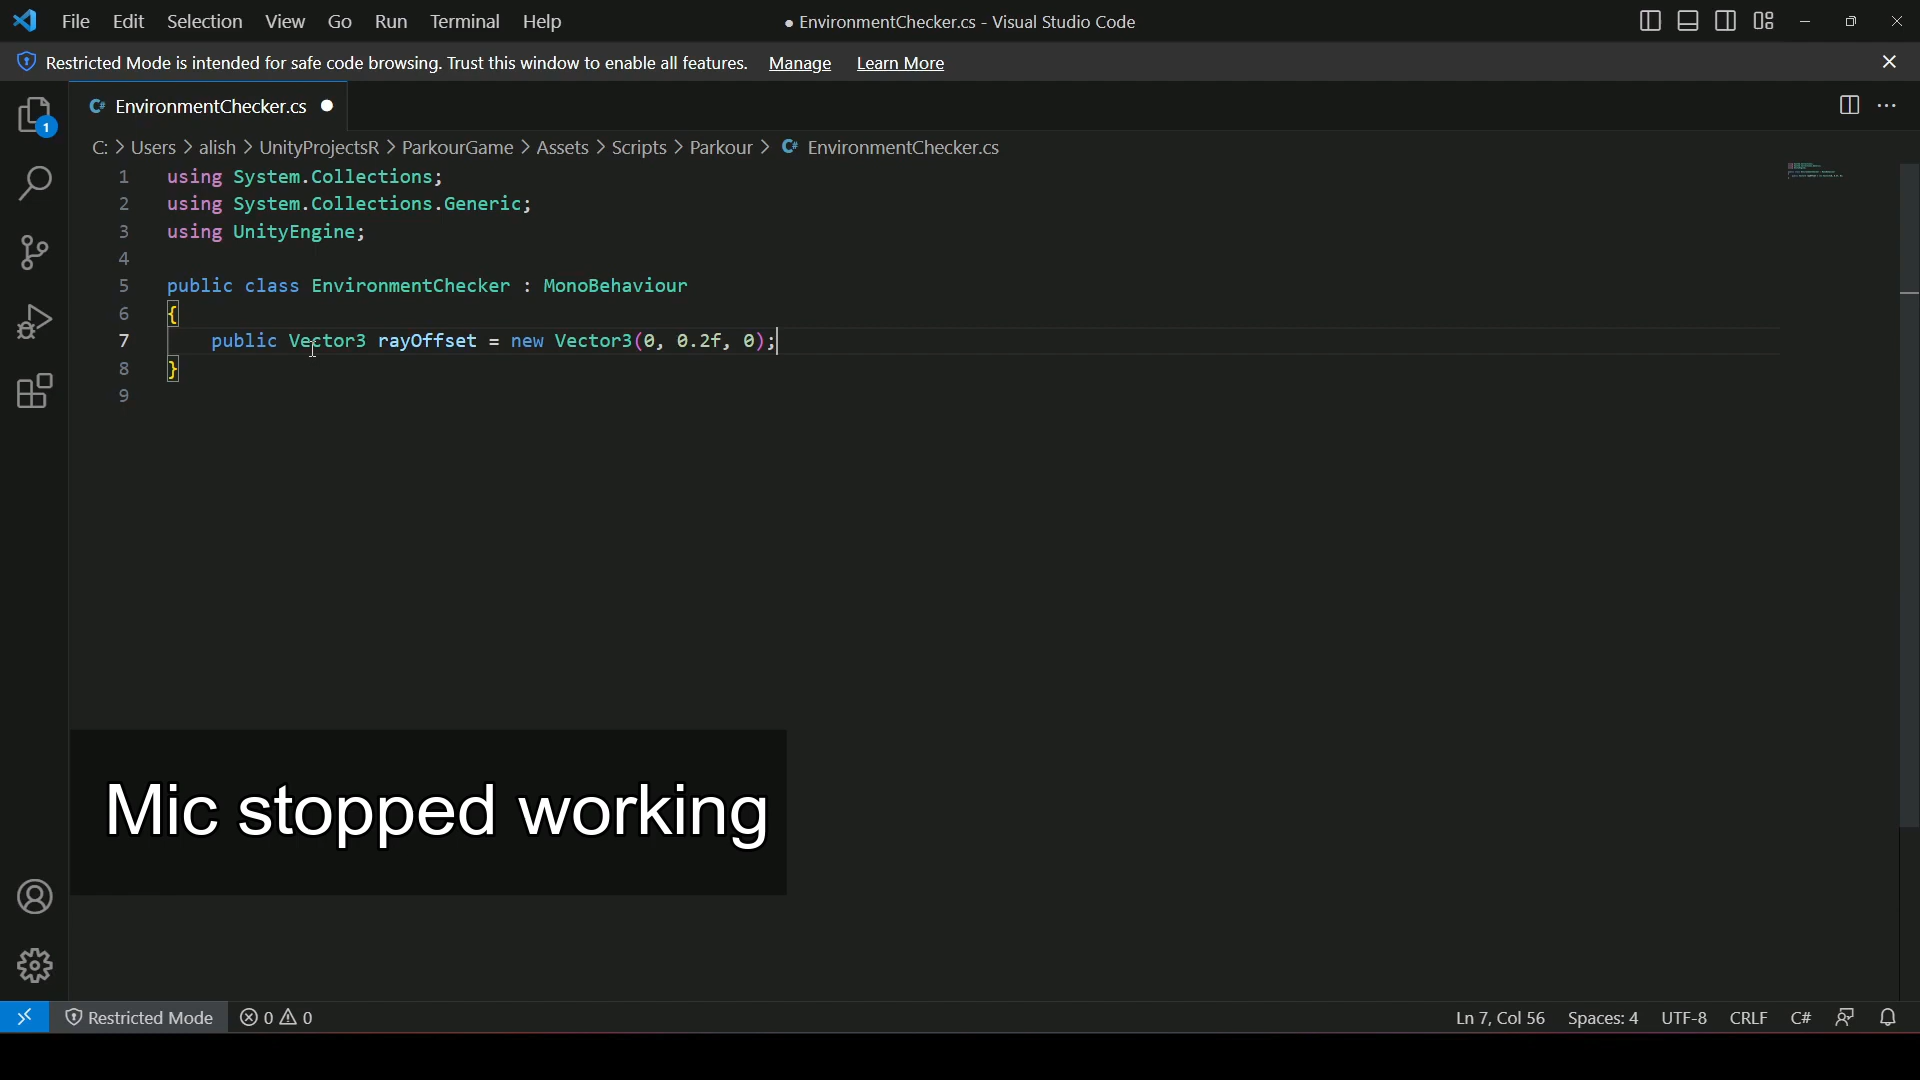 File Edit Selection View Go Run Terminal Help ● EnvironmentChecker.cs - Visual Studio Code
Restricted Mode is intended for safe code browsing. Trust this window to enable all features. Manage Learn More
C# EnvironmentChecker.cs ●
C: > Users > alish > UnityProjectsR > ParkourGame > Assets > Scripts > Parkour > C# EnvironmentChecker.cs
1 using System.Collections;
2 using System.Collections.Generic;
3 using UnityEngine;
4
5 public class EnvironmentChecker : MonoBehaviour
6 {
7 public Vector3 rayOffset = new Vector3(0, 0.2f, 0);
8 }
9
1
Mic stopped working
Restricted Mode 0 0 Ln 7, Col 56 Spaces: 4 UTF-8 CRLF C#